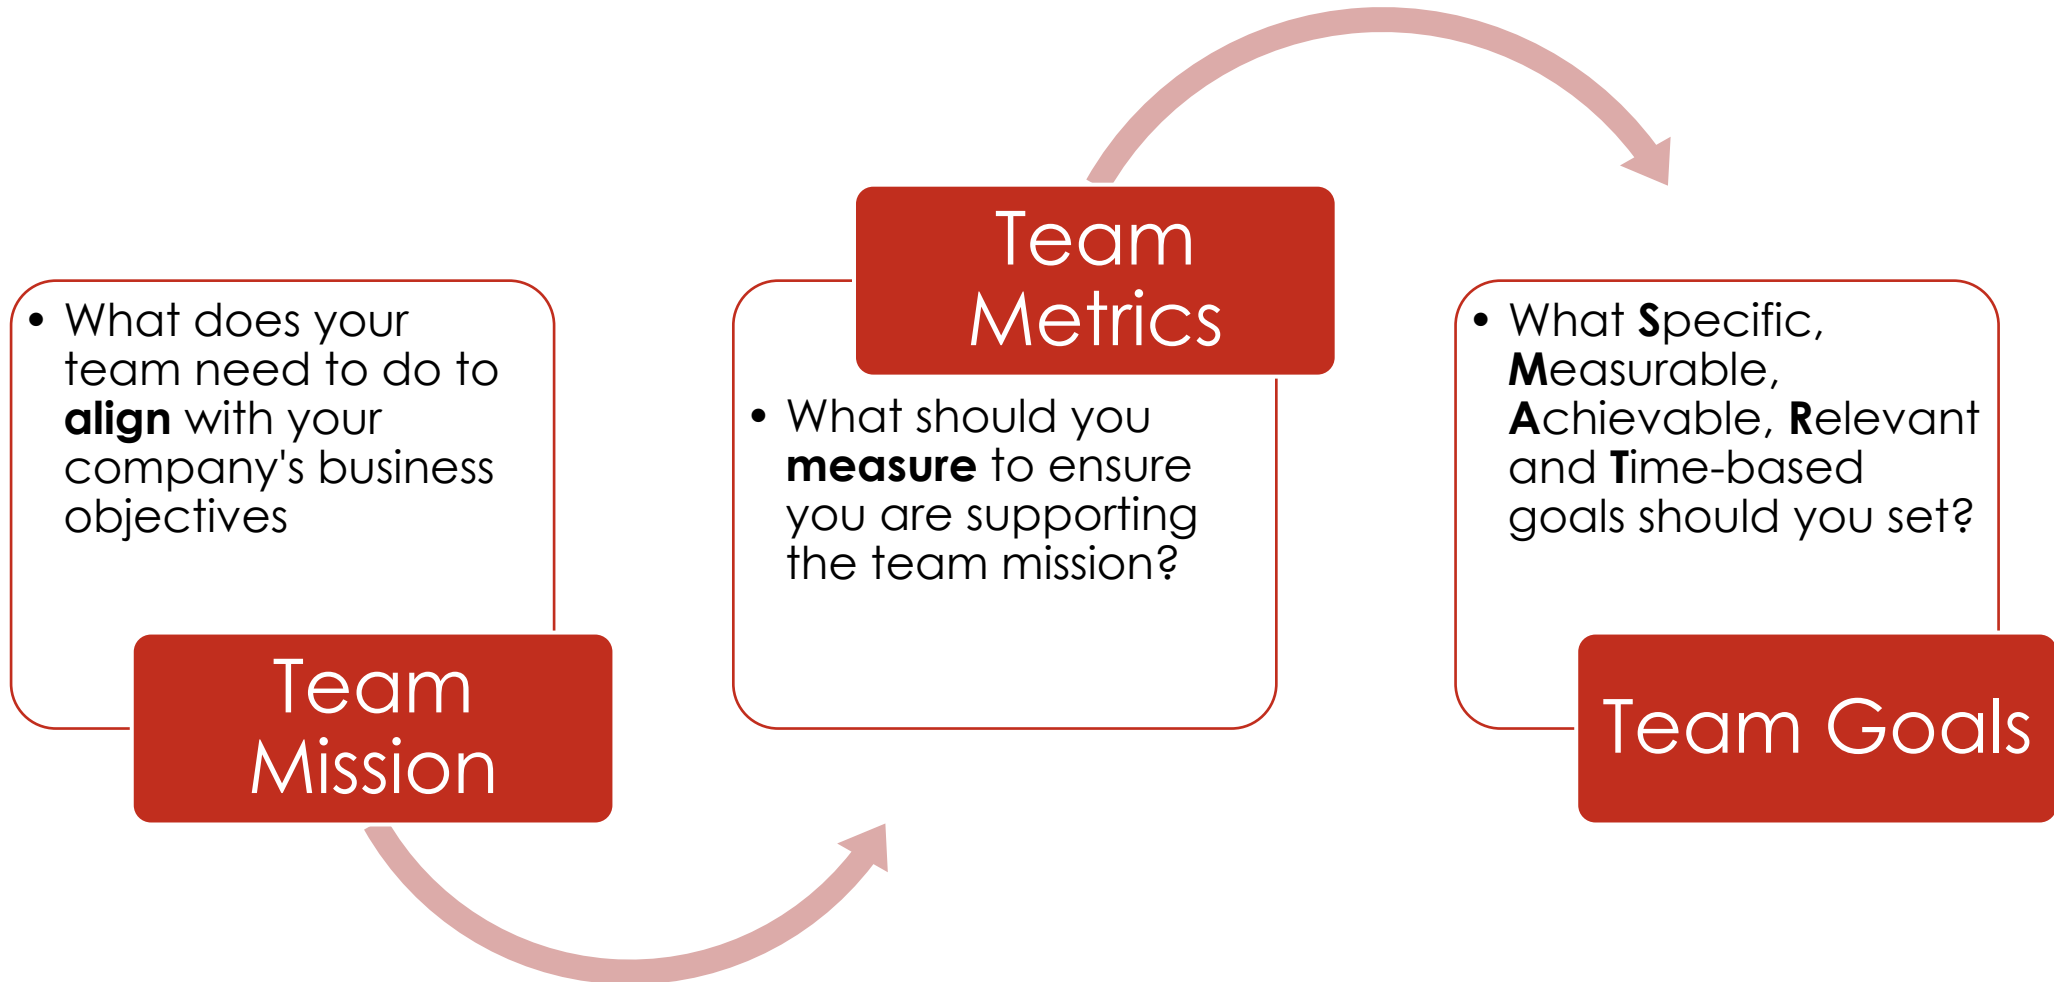 • What does your
team need to do to
align with your
company's business
objectives
Team
Mission
Team
Metrics
• What should you
measure to ensure
you are supporting
the team mission?
• What Specific,
Measurable,
Achievable, Relevant
and Time-based
goals should you set?
Team Goals